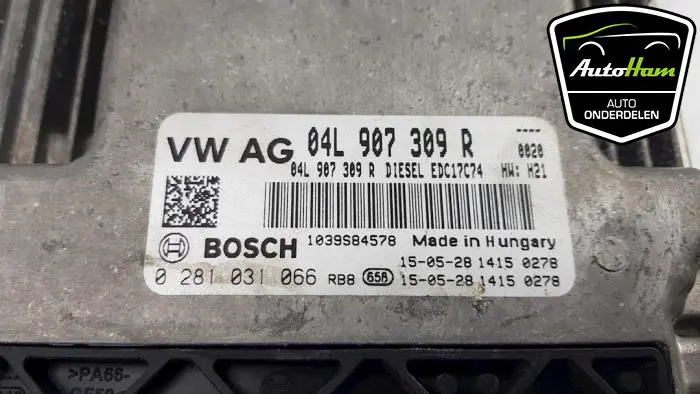 AutoHam
AUTO
ONDERDELEN
VW AG 04L 907 309 R
----
0020
04L 907 309 R DIESEL EDC17C74 HW: H21
BOSCH 1039S84578 Made in Hungary
15-05-28 1415 0278
0 281 031 066 RB8 658 15-05-28 1415 0278
>PA66-